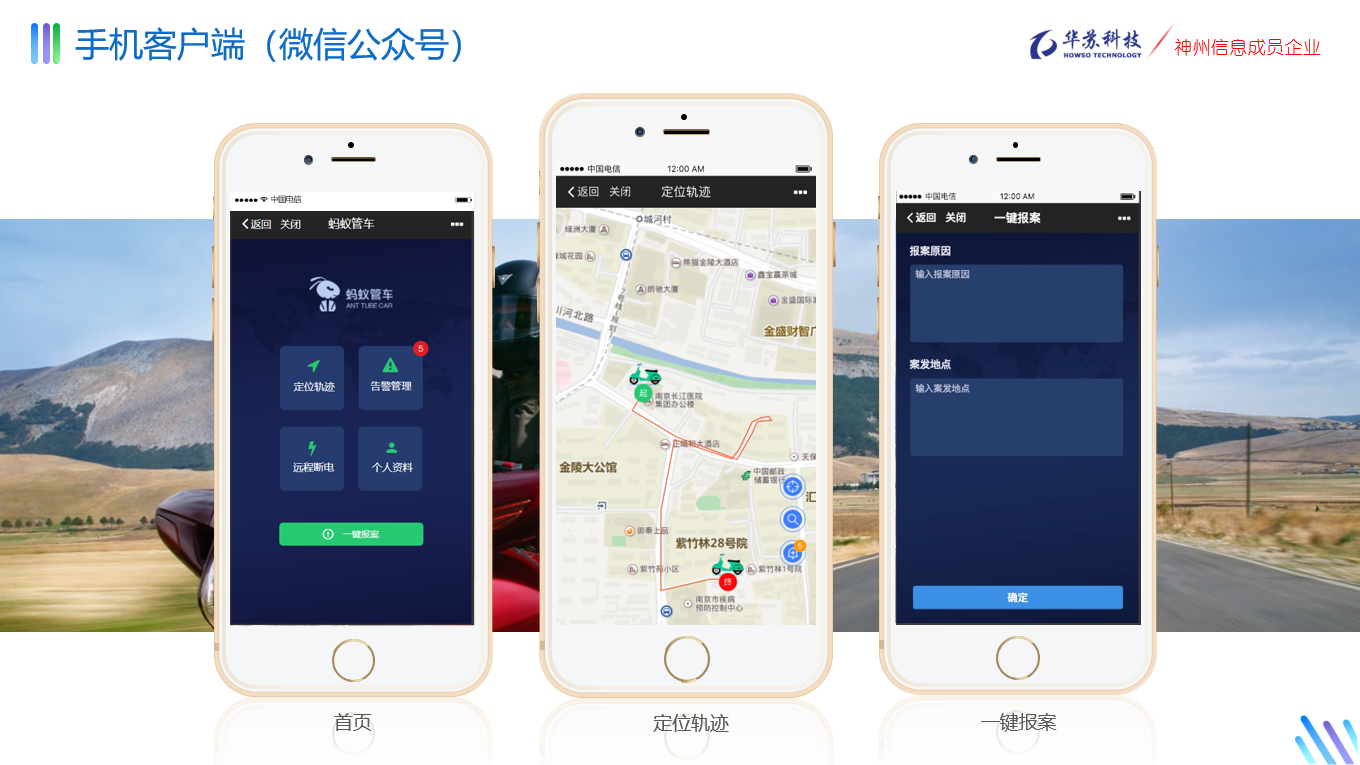 手机客户端（微信公众号）
华苏科技
HOWSO TECHNOLOGY
神州信息成员企业
中国电信
返回 关闭 蚂蚁管车
蚂蚁管车
ANT TUBE CAR
定位轨迹
5
告警管理
远程断电
个人资料
一键报案
首页
中国电信 12:00 AM
返回 关闭 定位轨迹
城河村
绿洲大厦
城花园
熊猫金陵大酒店
鑫宝赢茶城
朗驰大厦
金盛国际家
川河北路
号线(规划)
金盛财智广
起
南京长江医院
集团办公楼
正晴和大酒店
天保
金陵大公馆
中国邮政
储蓄银行
汇
御秦上品
紫竹林28号院
5
紫竹苑小区
紫竹林1号院
终
南京市疾病
预防控制中心
定位轨迹
中国电信 12:00 AM
返回 关闭 一键报案
报案原因
输入报案原因
案发地点
输入案发地点
确定
一键报案